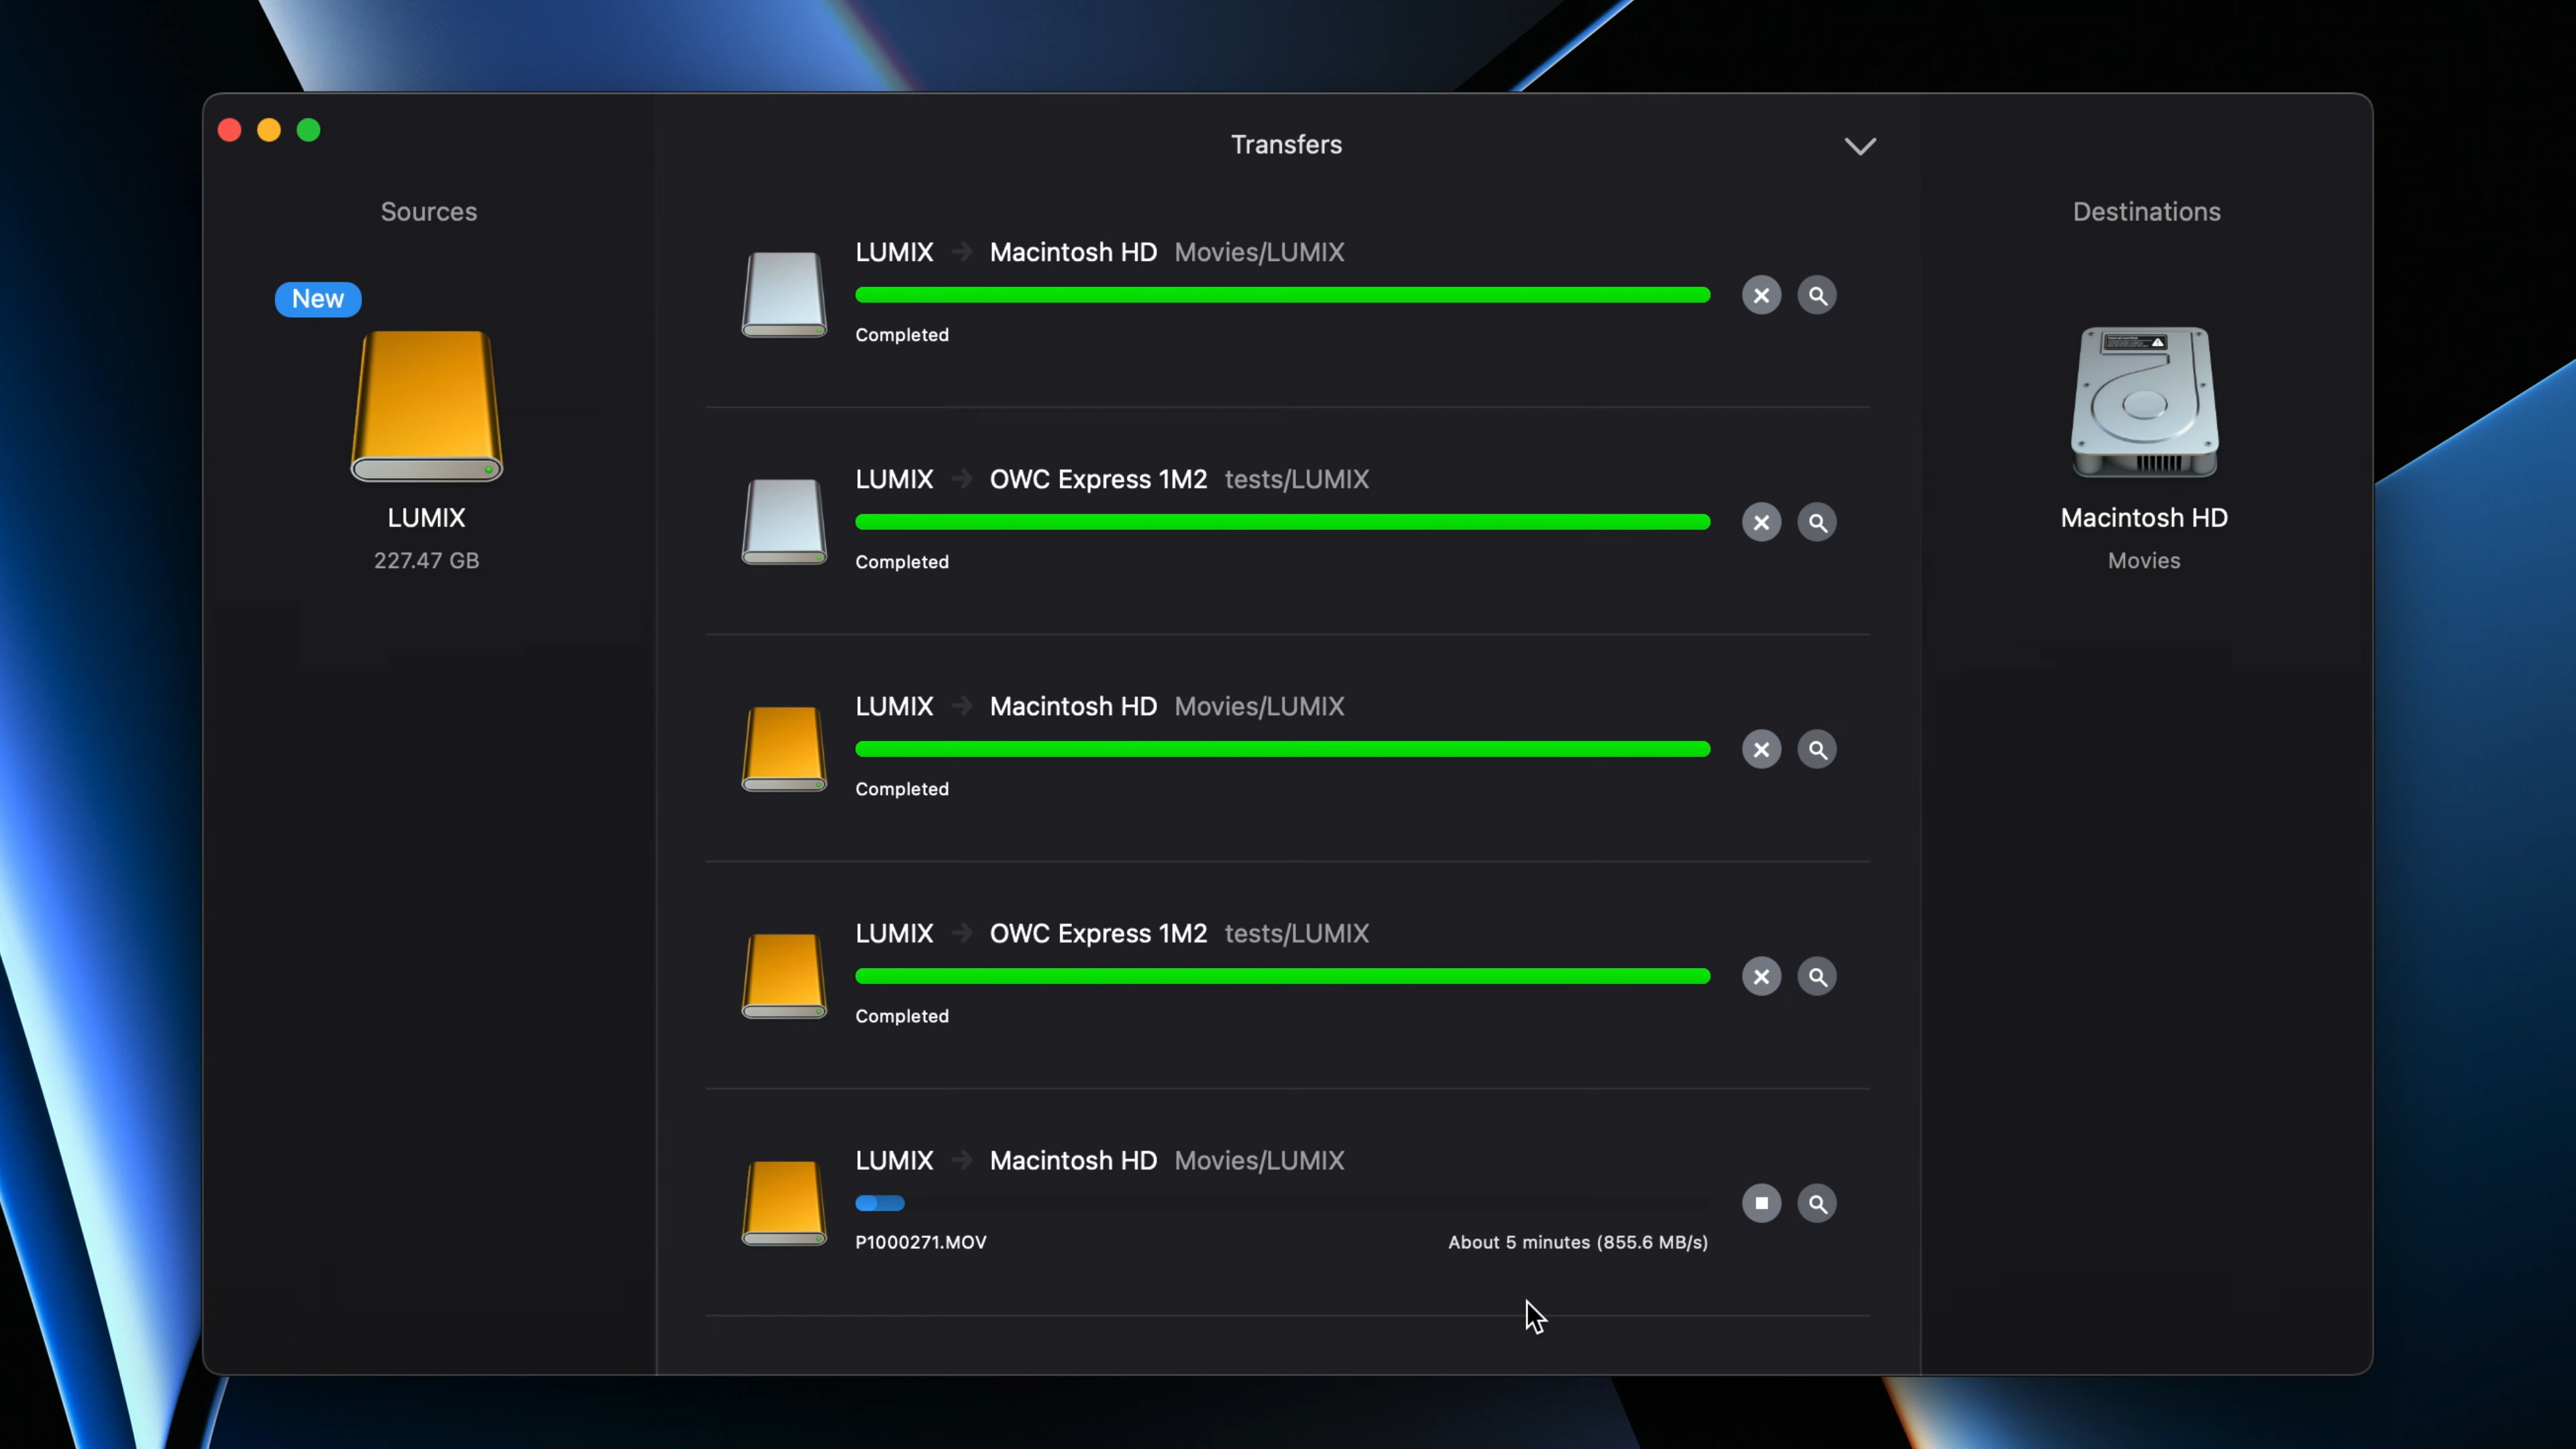 Transfers
Sources
New
LUMIX
227.47 GB
LUMIX → Macintosh HD Movies/LUMIX
Completed
LUMIX → OWC Express 1M2 tests/LUMIX
Completed
LUMIX → Macintosh HD Movies/LUMIX
Completed
LUMIX → OWC Express 1M2 tests/LUMIX
Completed
LUMIX → Macintosh HD Movies/LUMIX
P1000271.MOV About 5 minutes (855.6 MB/s)
Destinations
Macintosh HD
Movies